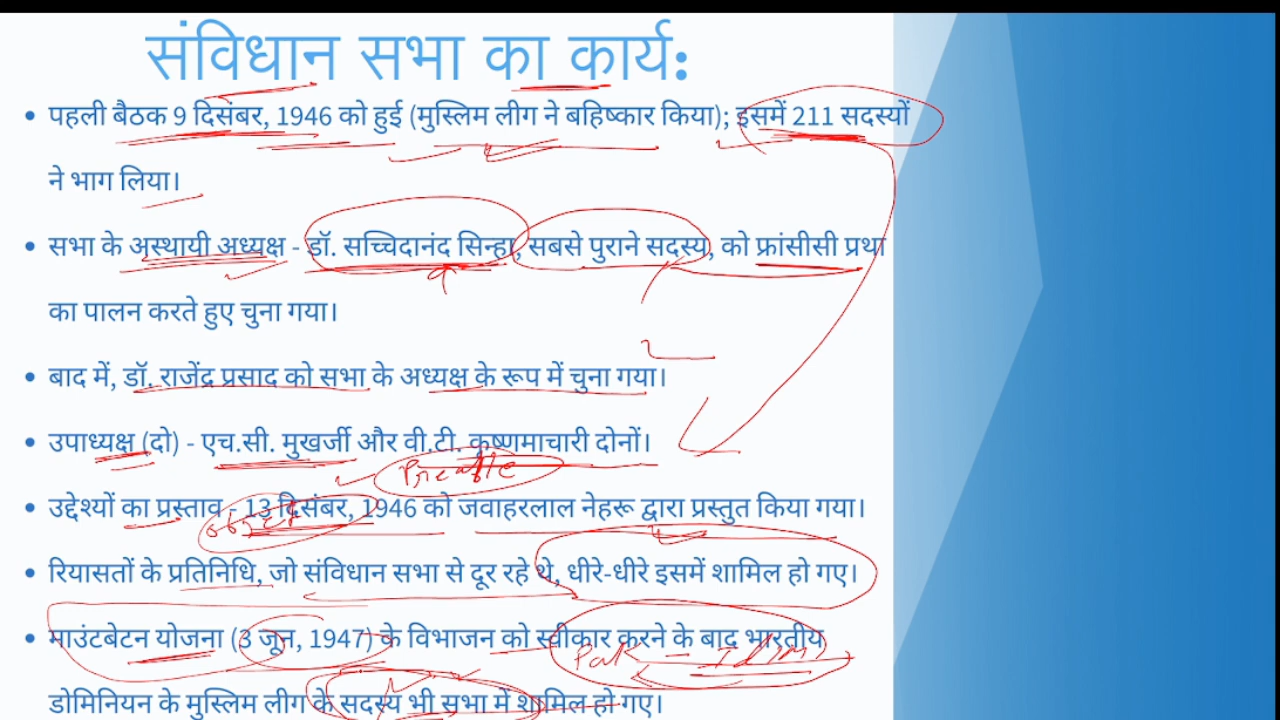 संविधान सभा का कार्य:
• पहली बैठक 9 दिसंबर, 1946 को हुई (मुस्लिम लीग ने बहिष्कार किया); इसमें 211 सदस्यों
ने भाग लिया।
• सभा के अस्थायी अध्यक्ष - डॉ. सच्चिदानंद सिन्हा, सबसे पुराने सदस्य, को फ्रांसीसी प्रथा
का पालन करते हुए चुना गया।
• बाद में, डॉ. राजेंद्र प्रसाद को सभा के अध्यक्ष के रूप में चुना गया।
• उपाध्यक्ष (दो) - एच.सी. मुखर्जी और वी.टी. कृष्णमाचारी दोनों।
• उद्देश्यों का प्रस्ताव - 13 दिसंबर, 1946 को जवाहरलाल नेहरू द्वारा प्रस्तुत किया गया।
• रियासतों के प्रतिनिधि, जो संविधान सभा से दूर रहे थे, धीरे-धीरे इसमें शामिल हो गए।
• माउंटबेटन योजना (3 जून, 1947) के विभाजन को स्वीकार करने के बाद भारतीय
Pak -
डोमिनियन के मुस्लिम लीग के सदस्य भी सभा में शामिल हो गए।